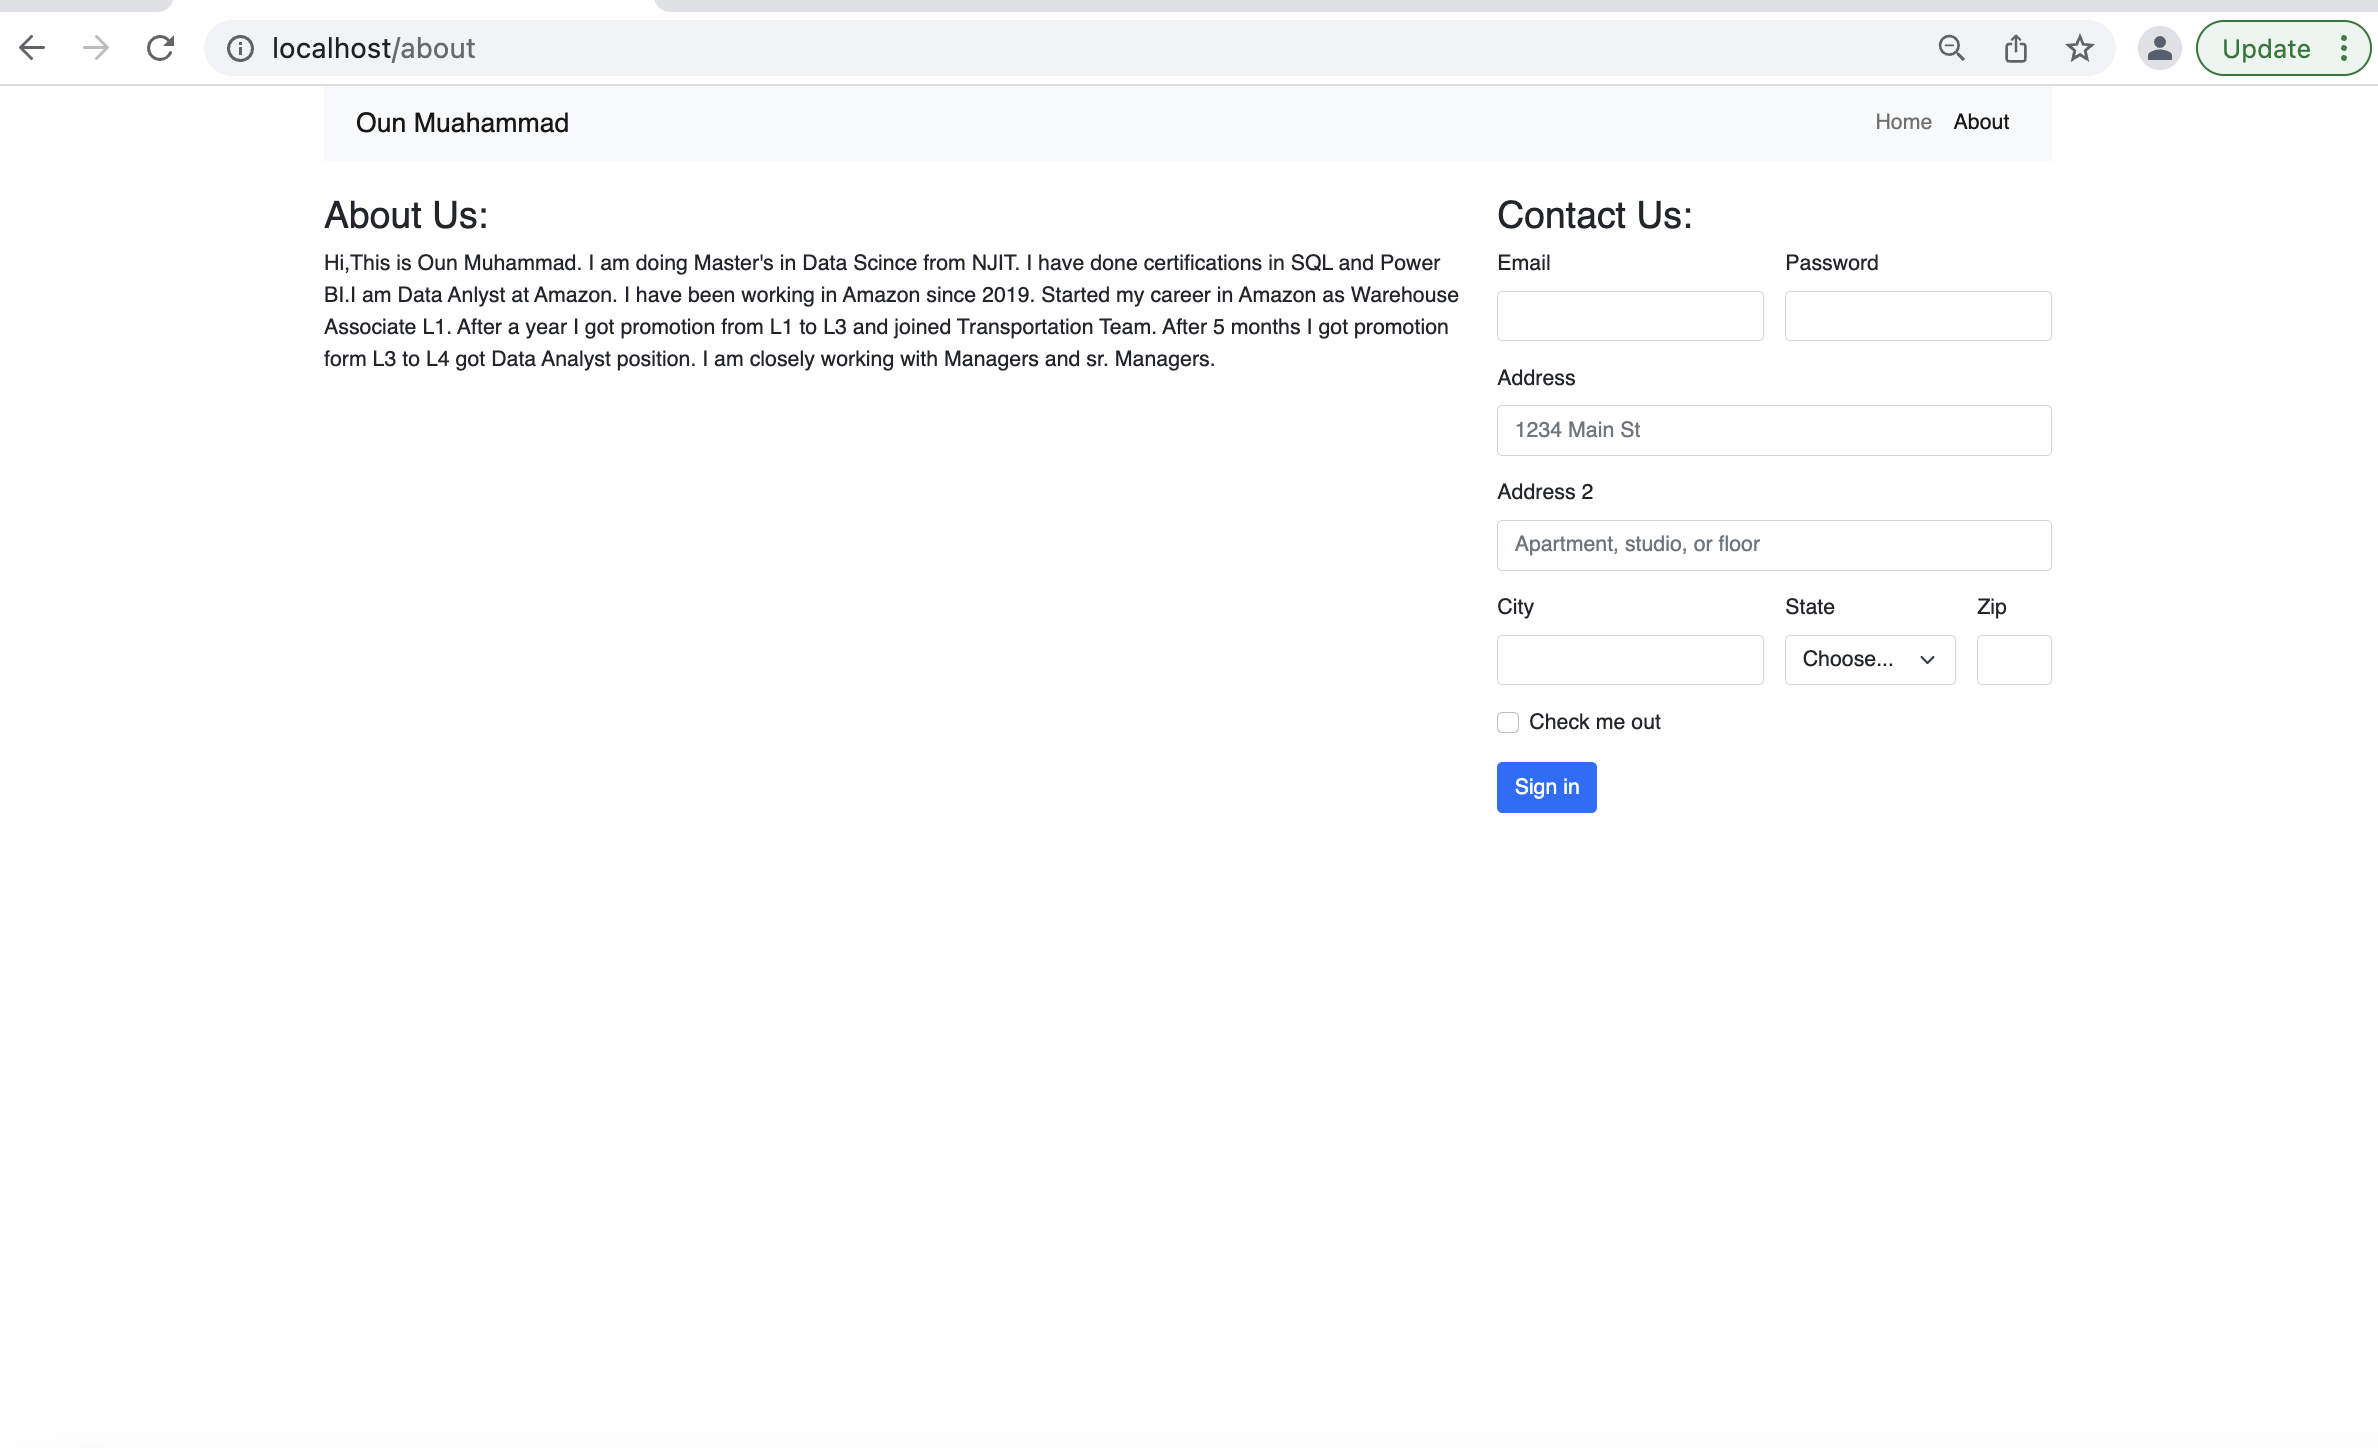 localhost/about
Update
Oun Muahammad
Home About
About Us:
Hi,This is Oun Muhammad. I am doing Master's in Data Scince from NJIT. I have done certifications in SQL and Power
BI.I am Data Anlyst at Amazon. I have been working in Amazon since 2019. Started my career in Amazon as Warehouse
Associate L1. After a year I got promotion from L1 to L3 and joined Transportation Team. After 5 months I got promotion
form L3 to L4 got Data Analyst position. I am closely working with Managers and sr. Managers.
Contact Us:
Email Password
Address
1234 Main St
Address 2
Apartment, studio, or floor
City State Zip
Choose...
Check me out
Sign in